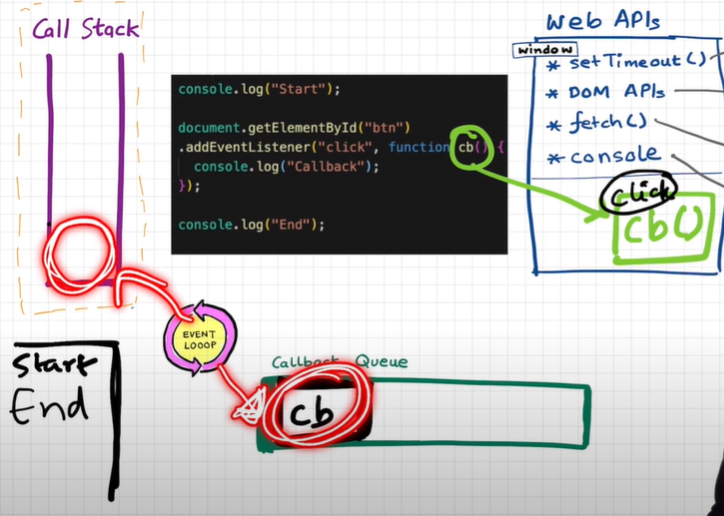 Call Stack
console.log("Start");
document.getElementById("btn")
.addEventListener("click", function cb() {
console.log("Callback");
});
console.log("End");
Web APIs
window
* setTimeout()
* DOM APIs
* fetch()
* console
click
cb()
EVENT
LOOOP
Callback Queue
cb
Start
End